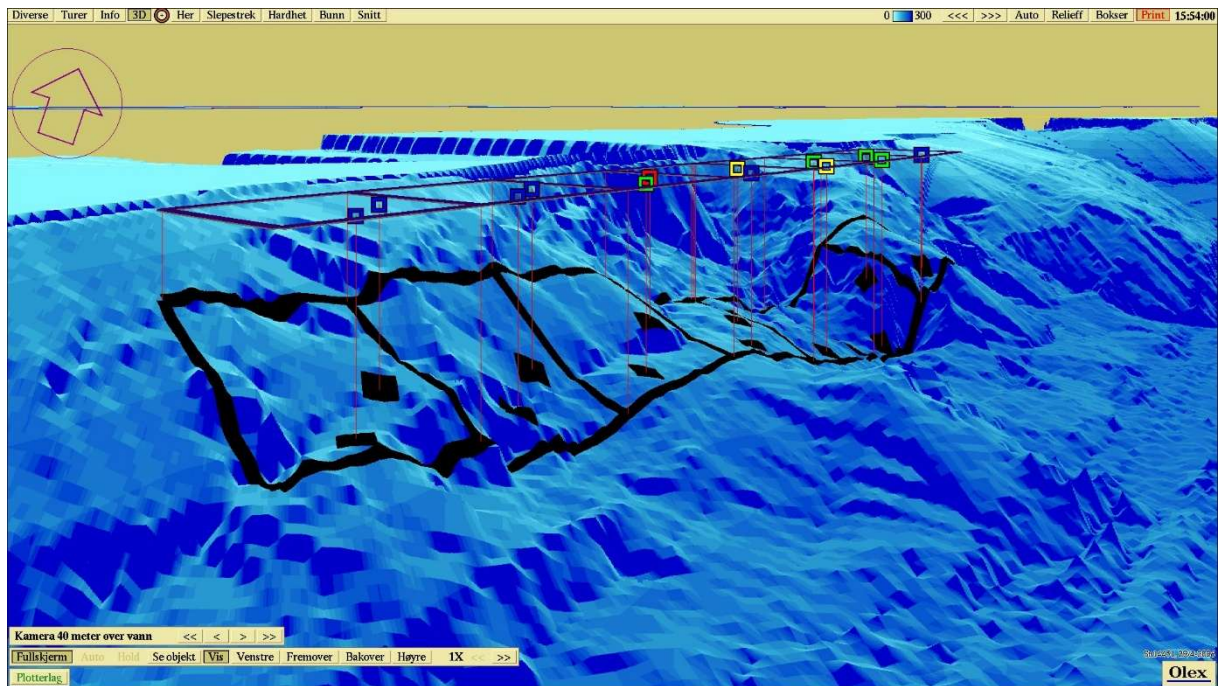 Diverse Turer Info 3D Her Slepestrek Hardhet Bunn Snitt 0 300 <<< >>> Auto Relieff Bokser Print 15:54:00
Kamera 40 meter over vann << < > >>
Fullskjerm Auto Hold Se objekt Vis Venstre Fremover Bakover Høyre 1X << >>
Plotterlag Olex